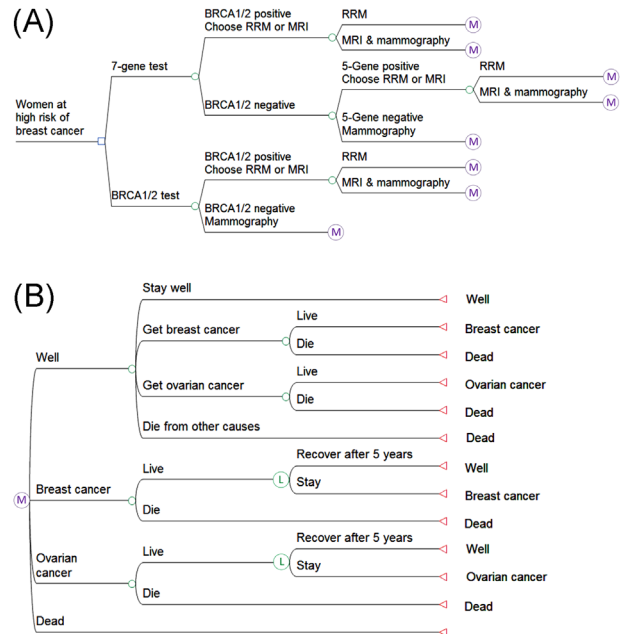 (A)
BRCA1/2 positive
Choose RRM or MRI
RRM
M
MRI & mammography
M
7-gene test
5-Gene positive
Choose RRM or MRI
RRM
M
MRI & mammography
M
BRCA1/2 negative
Women at
high risk of
breast cancer
5-Gene negative
Mammography
M
BRCA1/2 positive
Choose RRM or MRI
RRM
M
MRI & mammography
M
BRCA1/2 test
BRCA1/2 negative
Mammography
M
(B)
Stay well
Well
Live
Breast cancer
Get breast cancer
Die
Dead
Well
Live
Ovarian cancer
Get ovarian cancer
Die
Dead
Die from other causes
Dead
Recover after 5 years
Well
Live
L
Stay
Breast cancer
Breast cancer
M
Die
Dead
Recover after 5 years
Well
Live
L
Stay
Ovarian cancer
Ovarian
cancer
Die
Dead
Dead